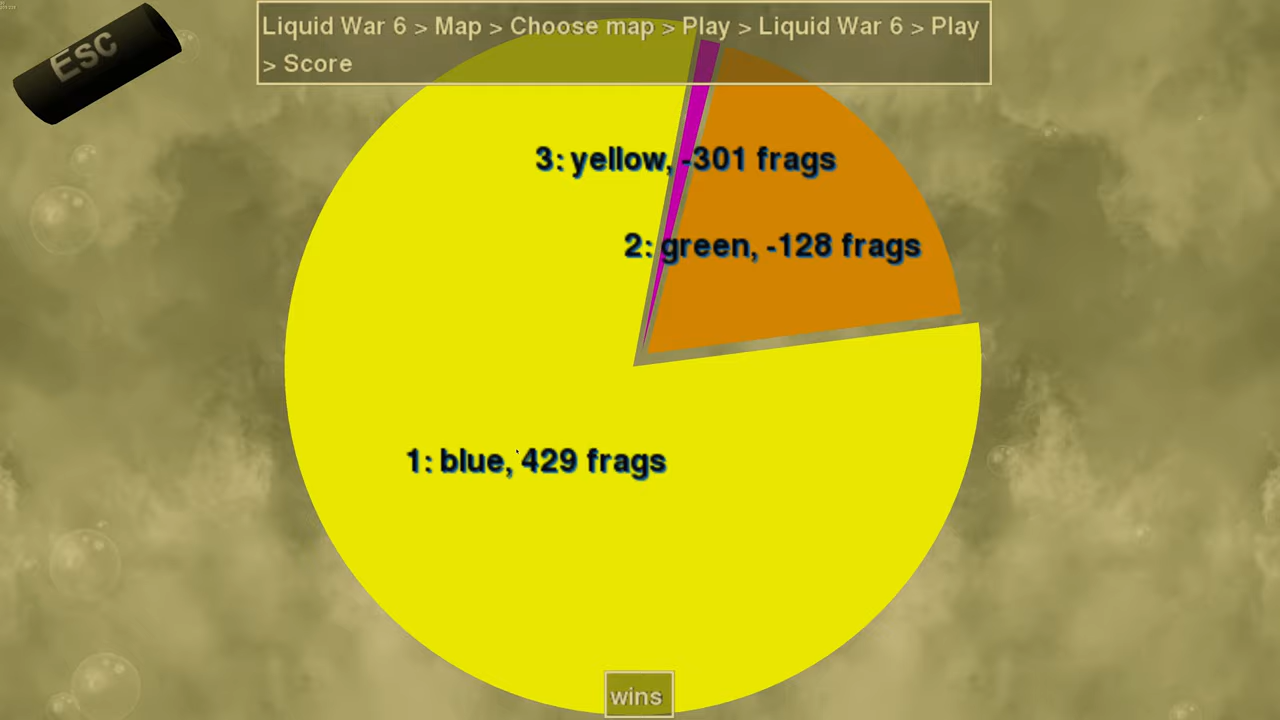 ESC
Liquid War 6 > Map > Choose map > Play > Liquid War 6 > Play
> Score
3: yellow, -301 frags
2: green, -128 frags
1: blue, 429 frags
wins